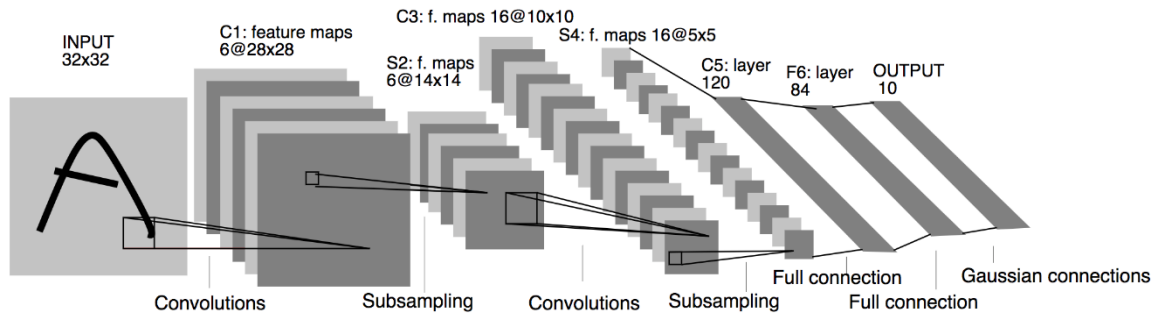 INPUT
32x32
C1: feature maps
6@28x28
S2: f. maps
6@14x14
C3: f. maps 16@10x10
S4: f. maps 16@5x5
C5: layer
120
F6: layer
84
OUTPUT
10
Convolutions
Subsampling
Convolutions
Subsampling
Full connection
Full connection
Gaussian connections
A